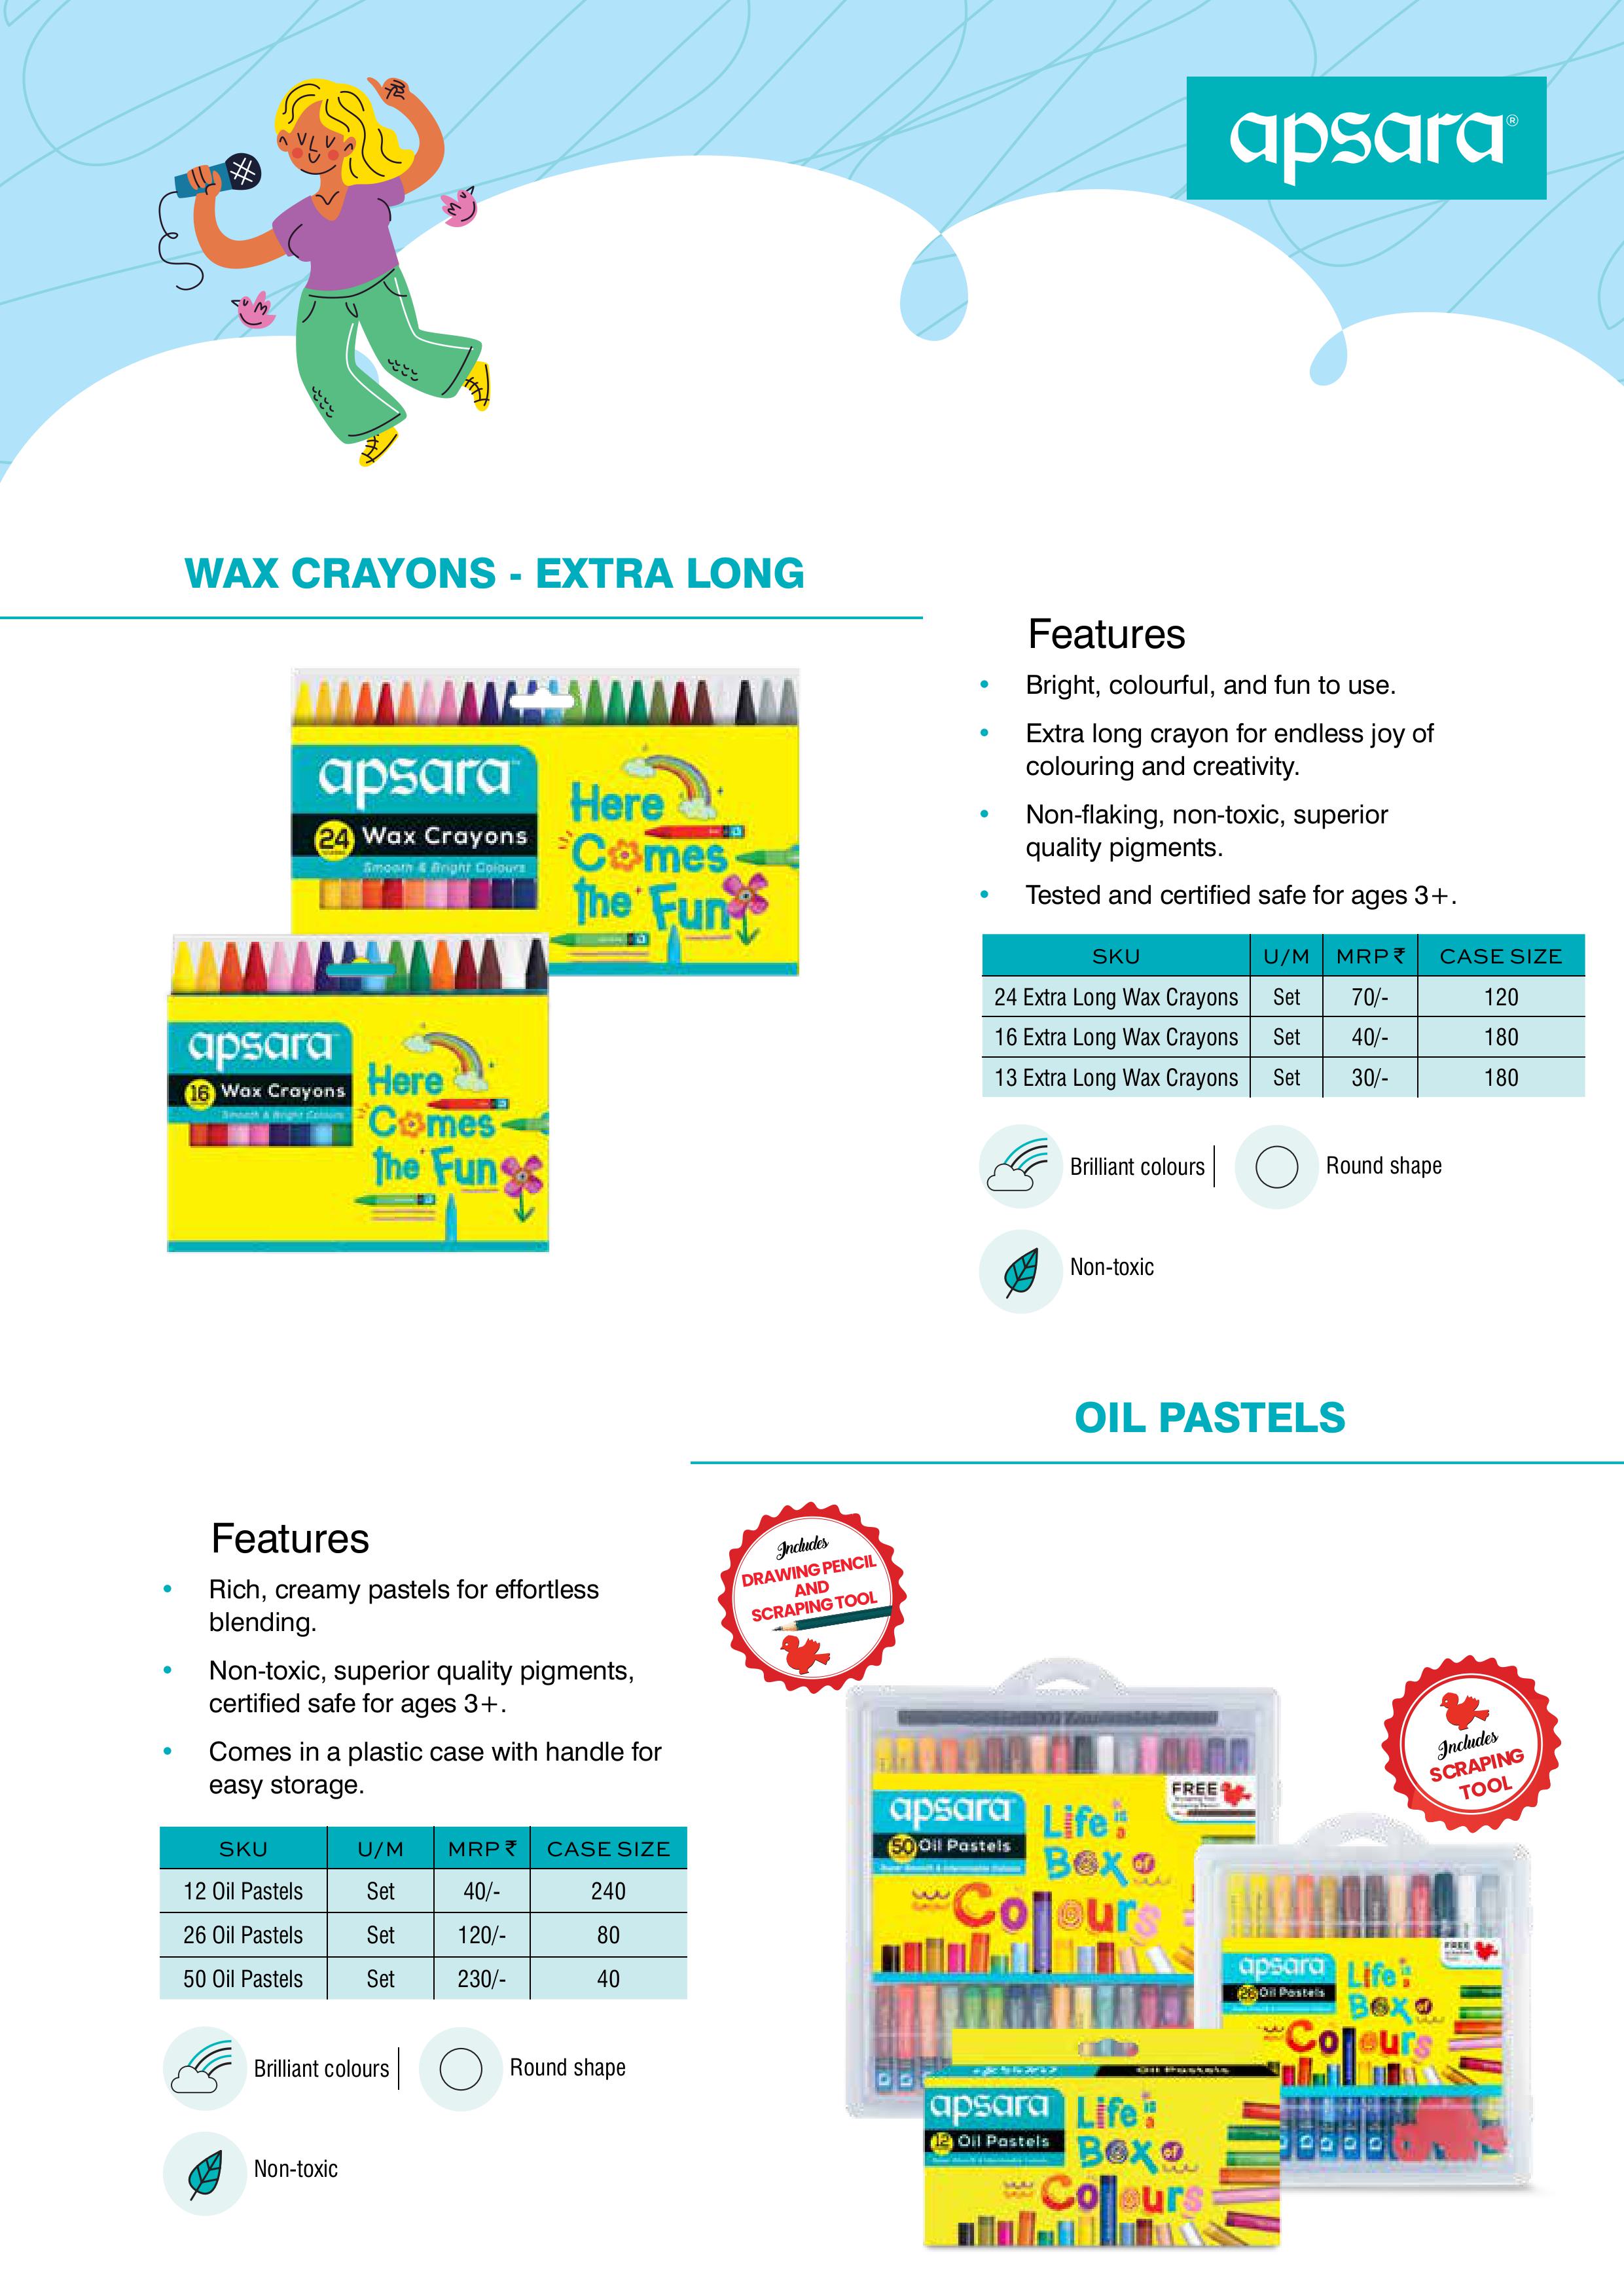 apsara®
WAX CRAYONS - EXTRA LONG
apsara
24 Wax Crayons
Smooth & Bright Colours
Here
Comes
the Fun
apsara
16 Wax Crayons
Smooth & Bright Colours
Here
Comes
the Fun
Features
• Bright, colourful, and fun to use.
• Extra long crayon for endless joy of
colouring and creativity.
• Non-flaking, non-toxic, superior
quality pigments.
• Tested and certified safe for ages 3+.
SKU U/M MRP ₹ CASE SIZE
24 Extra Long Wax Crayons Set 70/- 120
16 Extra Long Wax Crayons Set 40/- 180
13 Extra Long Wax Crayons Set 30/- 180
Brilliant colours
Round shape
Non-toxic
OIL PASTELS
Features
• Rich, creamy pastels for effortless
blending.
• Non-toxic, superior quality pigments,
certified safe for ages 3+.
• Comes in a plastic case with handle for
easy storage.
SKU U/M MRP ₹ CASE SIZE
12 Oil Pastels Set 40/- 240
26 Oil Pastels Set 120/- 80
50 Oil Pastels Set 230/- 40
Brilliant colours
Round shape
Non-toxic
Includes
DRAWING PENCIL
AND
SCRAPING TOOL
Includes
SCRAPING
TOOL
FREE
apsara
50 Oil Pastels
Life is a
Box of
Colours
FREE
apsara
26 Oil Pastels
Life is a
Box of
Colours
Oil Pastels
apsara
12 Oil Pastels
Life is a
Box of
Colours